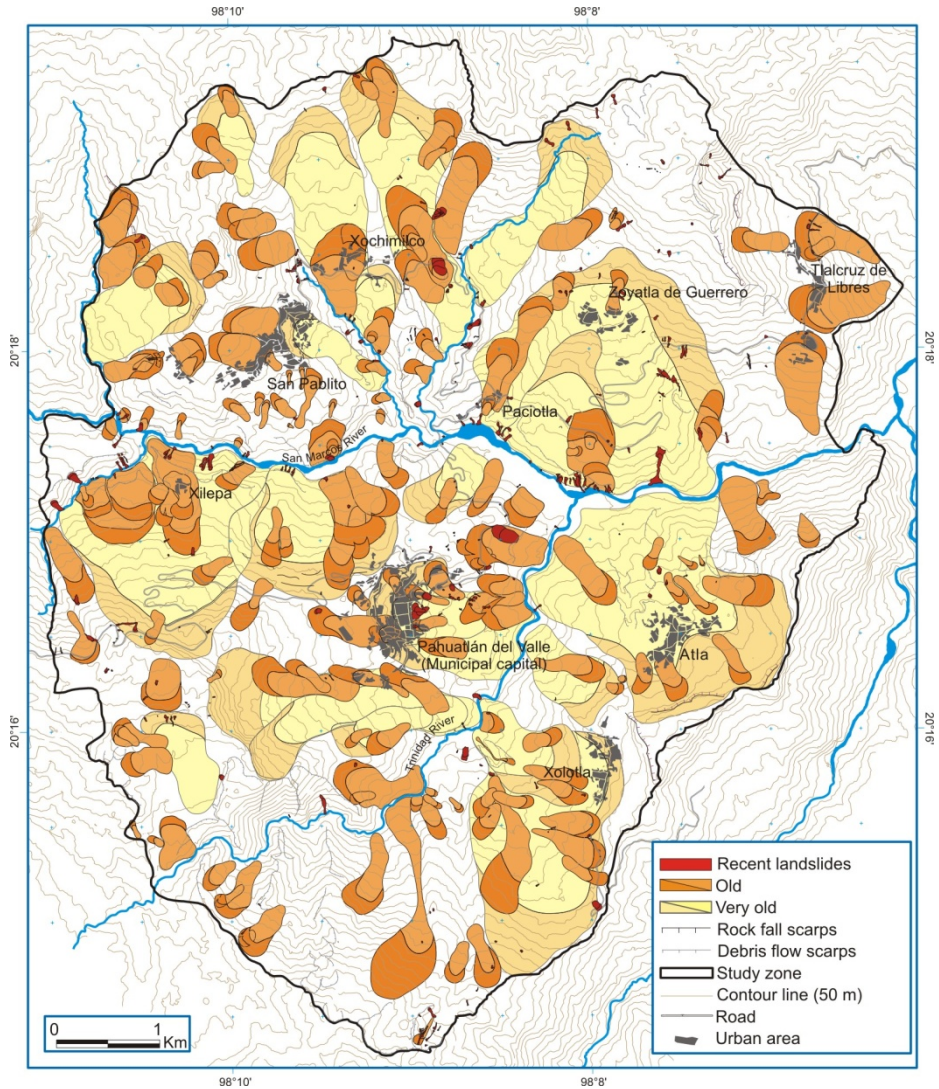 98°10'
98°8'
Xochimilco
Tlalcruz de
Libres
Zoyatla de Guerrero
20°18'
20°18'
San Pablito
Paciotla
San Marcos River
Xilepa
Pahuatlán del Valle
(Municipal capital)
Atla
20°16'
20°16'
Trinidad River
Xolotla
Recent landslides
Old
Very old
Rock fall scarps
Debris flow scarps
Study zone
Contour line (50 m)
Road
Urban area
0 1
Km
98°10'
98°8'